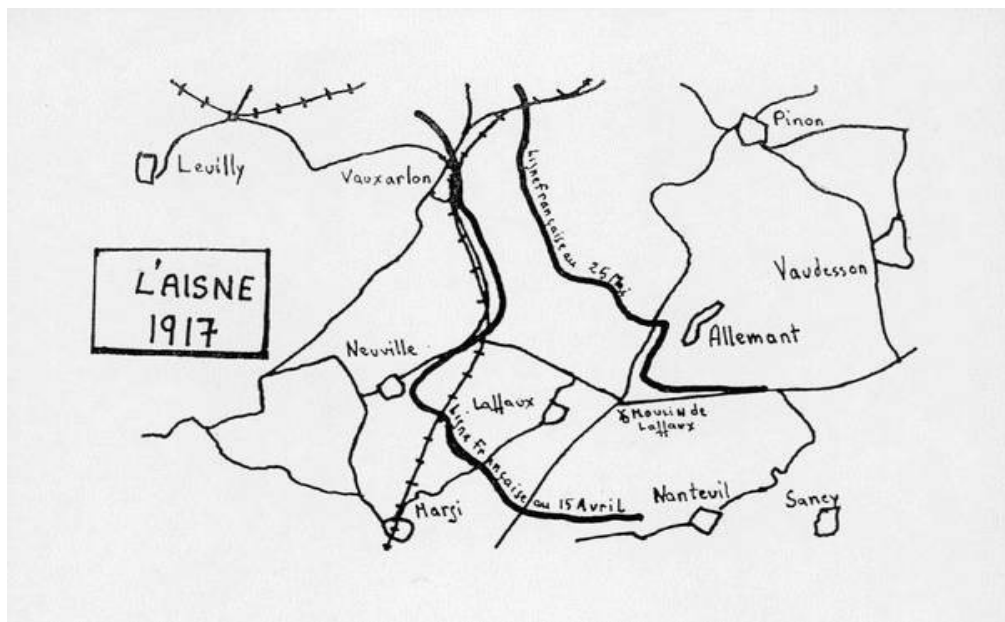 Pinon
Leuilly
Vauxarlon
Ligne française au 25 Mai
Vaudesson
L'AISNE
1917
Allemant
Neuville
Laffaux
Moulin de
Laffaux
Ligne Française au 15 Avril
Nanteuil
Sancy
Margi